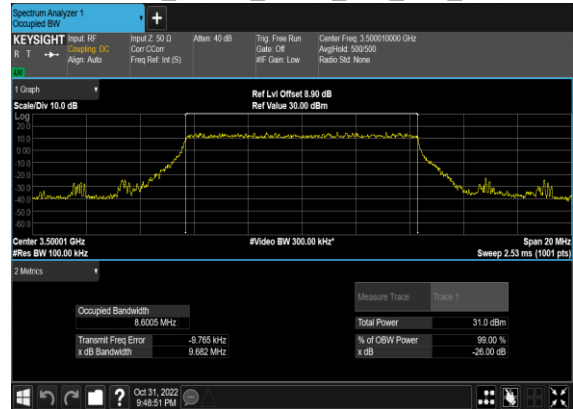 Spectrum Analyzer 1
Occupied BW
+
KEYSIGHT Input: RF Input Z: 50 Ω Atten: 40 dB Trig: Free Run Center Freq: 3.500010000 GHz
R T Coupling: DC Corr CCorr Gate: Off Avg|Hold: 500/500
Align: Auto Freq Ref: Int (S) #IF Gain: Low Radio Std: None
LXI
1 Graph
Ref Lvl Offset 8.90 dB
Scale/Div 10.0 dB Ref Value 30.00 dBm
Log
20.0
10.0
0.00
-10.0
-20.0
-30.0
-40.0
-50.0
-60.0
Center 3.50001 GHz #Video BW 300.00 kHz* Span 20 MHz
#Res BW 100.00 kHz Sweep 2.53 ms (1001 pts)
2 Metrics
Measure Trace Trace 1
Occupied Bandwidth
8.6005 MHz Total Power 31.0 dBm
Transmit Freq Error -9.765 kHz % of OBW Power 99.00 %
x dB Bandwidth 9.682 MHz x dB -26.00 dB
? Oct 31, 2022
9:48:51 PM